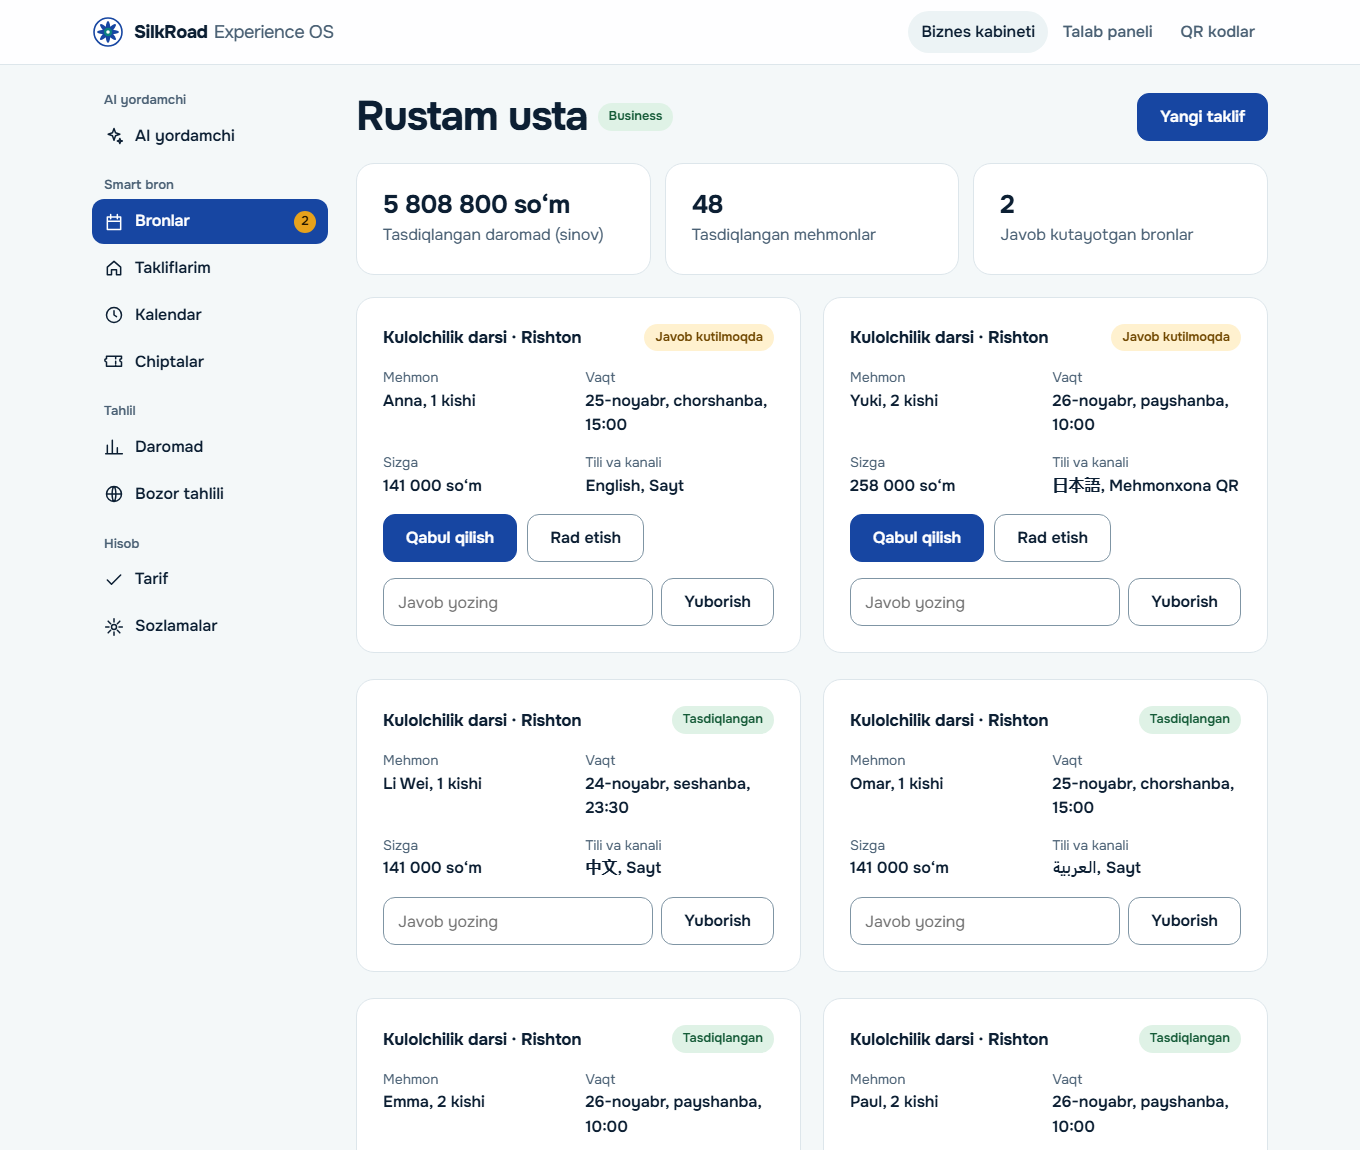 SilkRoad Experience OS
Biznes kabineti
Talab paneli
QR kodlar
AI yordamchi
AI yordamchi
Smart bron
Bronlar 2
Takliflarim
Kalendar
Chiptalar
Tahlil
Daromad
Bozor tahlili
Hisob
Tarif
Sozlamalar
Rustam usta Business
Yangi taklif
5 808 800 so‘m
Tasdiqlangan daromad (sinov)
48
Tasdiqlangan mehmonlar
2
Javob kutayotgan bronlar
Kulolchilik darsi · Rishton Javob kutilmoqda
Mehmon
Anna, 1 kishi
Vaqt
25-noyabr, chorshanba,
15:00
Sizga
141 000 so‘m
Tili va kanali
English, Sayt
Qabul qilish
Rad etish
Javob yozing
Yuborish
Kulolchilik darsi · Rishton Javob kutilmoqda
Mehmon
Yuki, 2 kishi
Vaqt
26-noyabr, payshanba,
10:00
Sizga
258 000 so‘m
Tili va kanali
日本語, Mehmonxona QR
Qabul qilish
Rad etish
Javob yozing
Yuborish
Kulolchilik darsi · Rishton Tasdiqlangan
Mehmon
Li Wei, 1 kishi
Vaqt
24-noyabr, seshanba,
23:30
Sizga
141 000 so‘m
Tili va kanali
中文, Sayt
Javob yozing
Yuborish
Kulolchilik darsi · Rishton Tasdiqlangan
Mehmon
Omar, 1 kishi
Vaqt
25-noyabr, chorshanba,
15:00
Sizga
141 000 so‘m
Tili va kanali
العربية, Sayt
Javob yozing
Yuborish
Kulolchilik darsi · Rishton Tasdiqlangan
Mehmon
Emma, 2 kishi
Vaqt
26-noyabr, payshanba,
10:00
Kulolchilik darsi · Rishton Tasdiqlangan
Mehmon
Paul, 2 kishi
Vaqt
26-noyabr, payshanba,
10:00